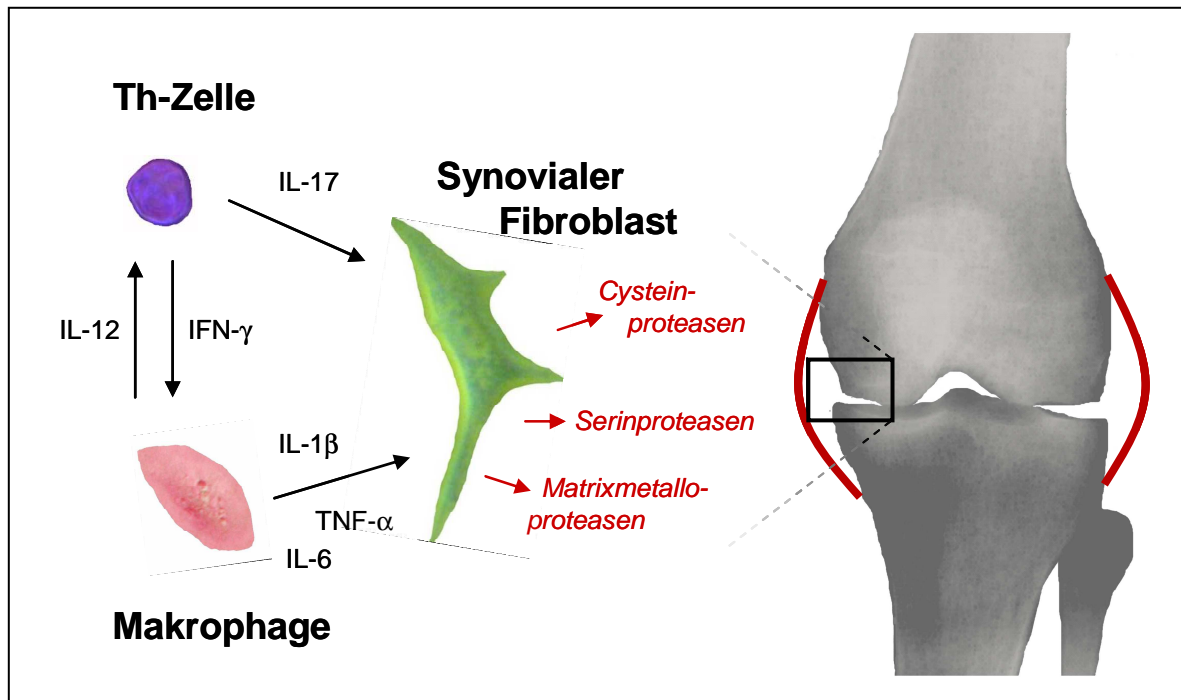 Th-Zelle
IL-17
Synovialer
Fibroblast
IL-12
IFN-γ
Cystein-
proteasen
Serinproteasen
Matrixmetallo-
proteasen
IL-1β
TNF-α
IL-6
Makrophage